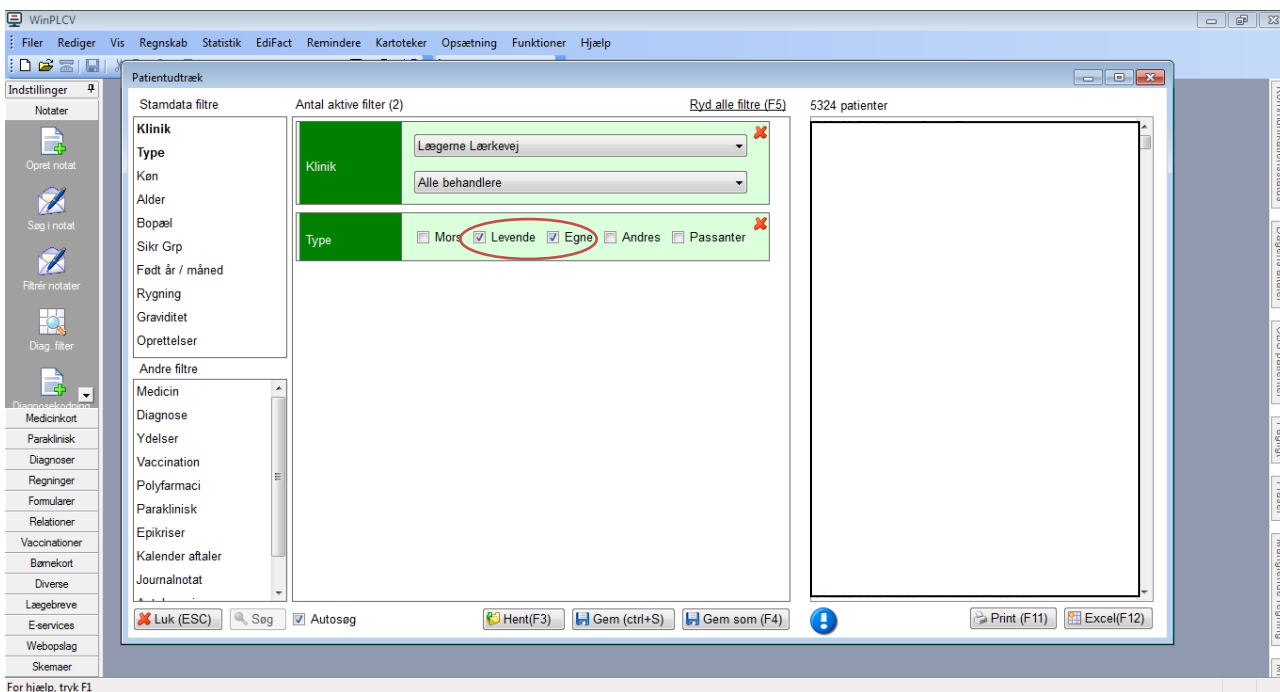 WinPLCV
Filer Rediger Vis Regnskab Statistik EdiFact Remindere Kartoteker Opsætning Funktioner Hjælp
Indstillinger
Notater
Opret notat
Søg i notat
Filtrér notater
Diag. filter
Diagnosekodning
Medicinkort
Paraklinisk
Diagnoser
Regninger
Formularer
Relationer
Vaccinationer
Børnekort
Diverse
Lægebreve
E-services
Webopslag
Skemaer
Patientudtræk
Stamdata filtre
Klinik
Type
Køn
Alder
Bopæl
Sikr Grp
Født år / måned
Rygning
Graviditet
Oprettelser
Andre filtre
Medicin
Diagnose
Ydelser
Vaccination
Polyfarmaci
Paraklinisk
Epikriser
Kalender aftaler
Journalnotat
Antal aktive filter (2) Ryd alle filtre (F5)
Klinik
Lægerne Lærkevej
Alle behandlere
Type Mors Levende Egne Andres Passanter
5324 patienter
Luk (ESC) Søg Autosøg Hent(F3) Gem (ctrl+S) Gem som (F4) Print (F11) Excel(F12)
For hjælp, tryk F1